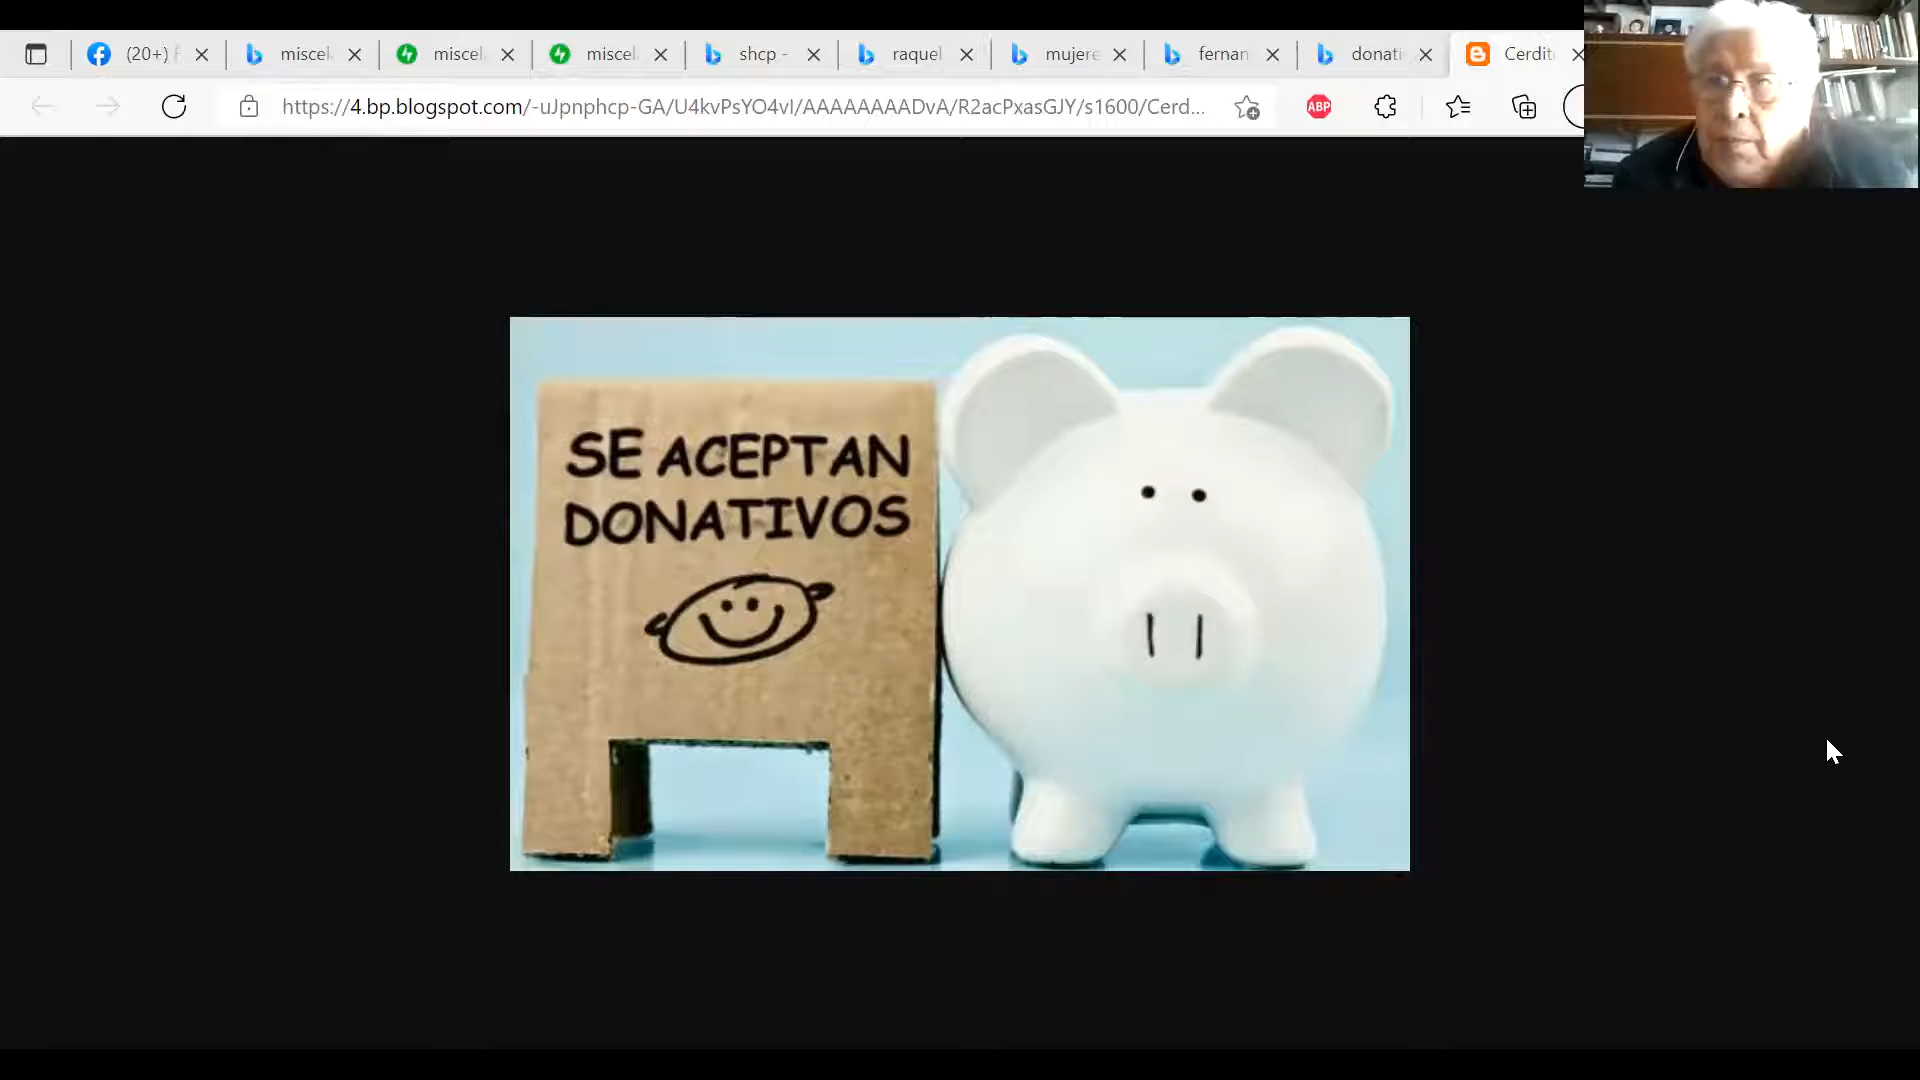 (20+) F
miscel
miscel
miscel
shcp -
raquel
mujere
fernan
donati
Cerdit
https://4.bp.blogspot.com/-uJpnphcp-GA/U4kvPsYO4vI/AAAAAAAADvA/R2acPxasGJY/s1600/Cerd...
ABP
SE ACEPTAN
DONATIVOS